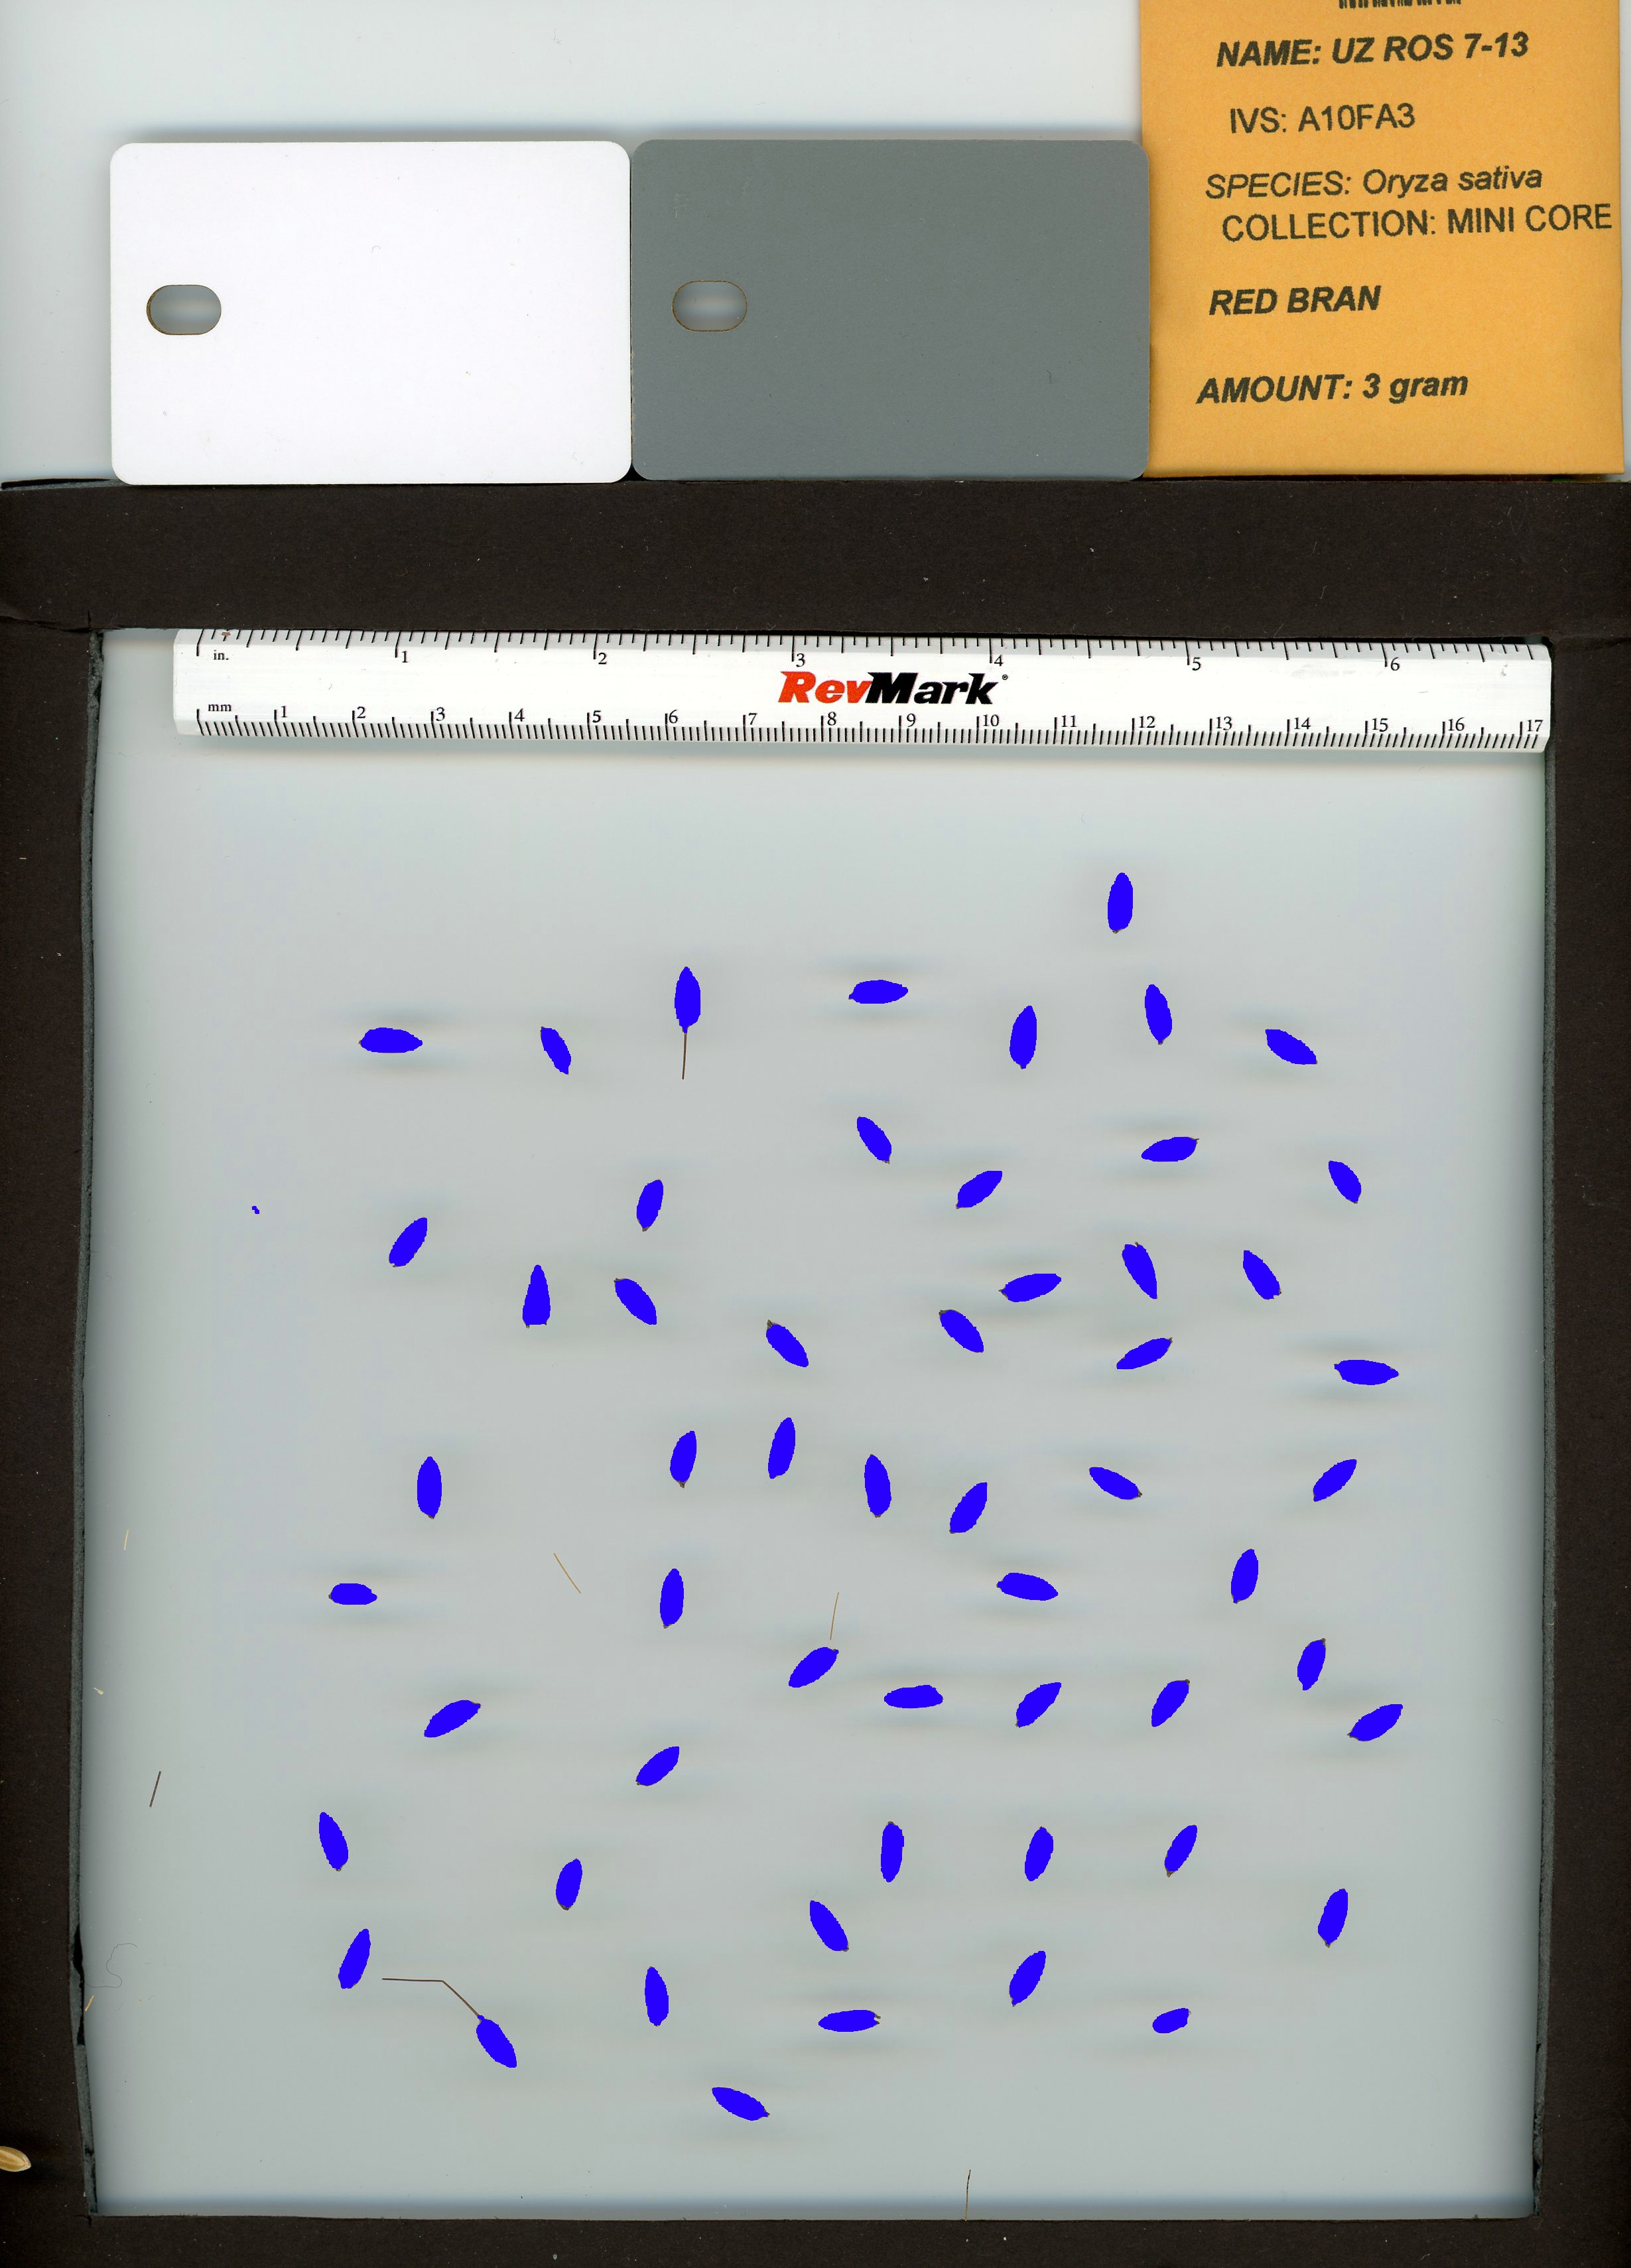 NAME: UZ ROS 7-13
IVS: A10FA3
SPECIES: Oryza sativa
COLLECTION: MINI CORE
RED BRAN
AMOUNT: 3 gram
in. 1 2 3 4 5 6
RevMark®
mm 1 2 3 4 5 6 7 8 9 10 11 12 13 14 15 16 17